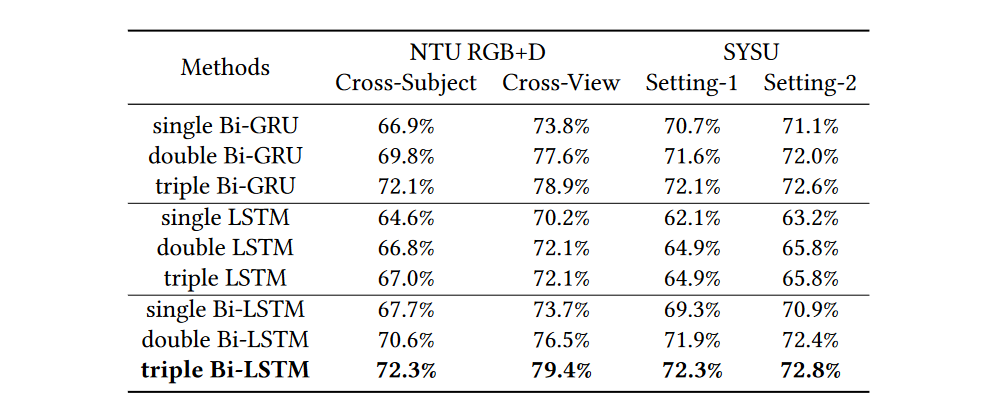 Methods NTU RGB+D SYSU
Cross-Subject Cross-View Setting-1 Setting-2
single Bi-GRU 66.9% 73.8% 70.7% 71.1%
double Bi-GRU 69.8% 77.6% 71.6% 72.0%
triple Bi-GRU 72.1% 78.9% 72.1% 72.6%
single LSTM 64.6% 70.2% 62.1% 63.2%
double LSTM 66.8% 72.1% 64.9% 65.8%
triple LSTM 67.0% 72.1% 64.9% 65.8%
single Bi-LSTM 67.7% 73.7% 69.3% 70.9%
double Bi-LSTM 70.6% 76.5% 71.9% 72.4%
triple Bi-LSTM 72.3% 79.4% 72.3% 72.8%